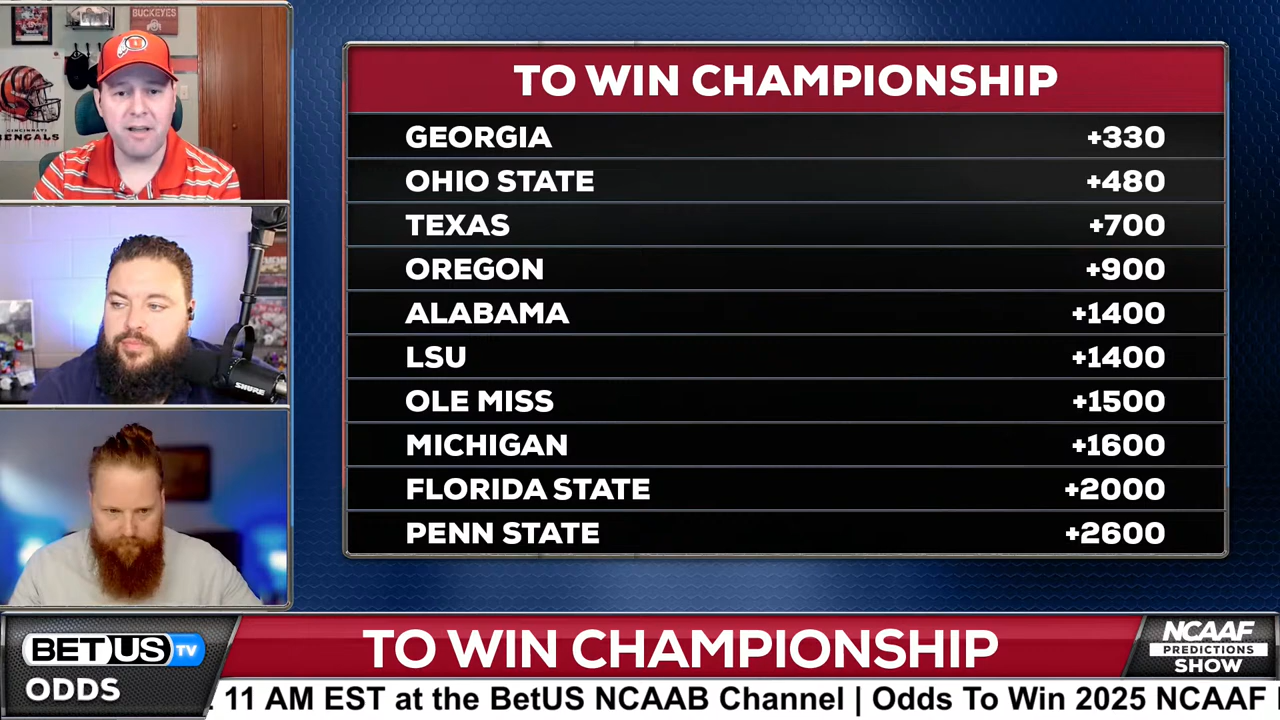 BUCKEYES
CINCINNATI
BENGALS
SHURE
TO WIN CHAMPIONSHIP
GEORGIA +330
OHIO STATE +480
TEXAS +700
OREGON +900
ALABAMA +1400
LSU +1400
OLE MISS +1500
MICHIGAN +1600
FLORIDA STATE +2000
PENN STATE +2600
BETUS TV
ODDS
TO WIN CHAMPIONSHIP
NCAAF
PREDICTIONS
SHOW
11 AM EST at the BetUS NCAAB Channel | Odds To Win 2025 NCAAF